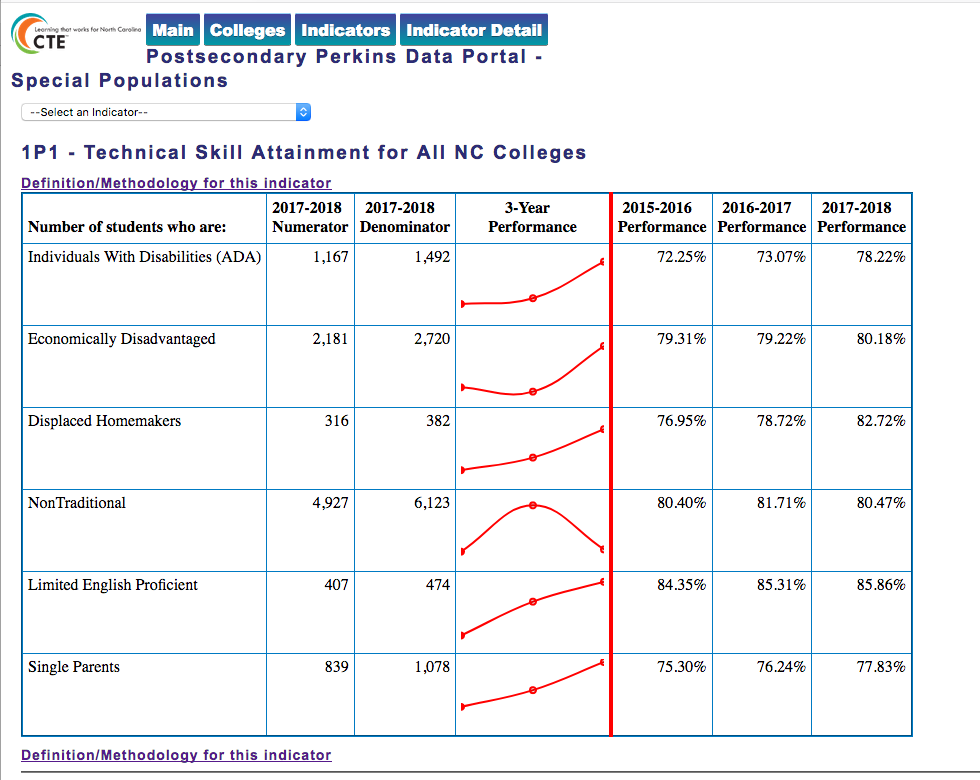 Learning that works for North Carolina
CTE
Main Colleges Indicators Indicator Detail
Postsecondary Perkins Data Portal -
Special Populations
--Select an Indicator--
1P1 - Technical Skill Attainment for All NC Colleges
Definition/Methodology for this indicator
Number of students who are: 2017-2018 Numerator 2017-2018 Denominator 3-Year Performance 2015-2016 Performance 2016-2017 Performance 2017-2018 Performance
Individuals With Disabilities (ADA) 1,167 1,492 72.25% 73.07% 78.22%
Economically Disadvantaged 2,181 2,720 79.31% 79.22% 80.18%
Displaced Homemakers 316 382 76.95% 78.72% 82.72%
NonTraditional 4,927 6,123 80.40% 81.71% 80.47%
Limited English Proficient 407 474 84.35% 85.31% 85.86%
Single Parents 839 1,078 75.30% 76.24% 77.83%
Definition/Methodology for this indicator